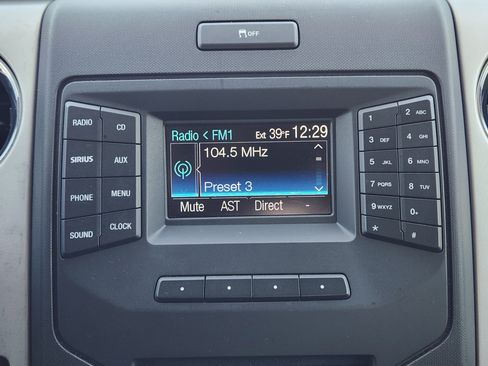 OFF
RADIO
CD
SIRIUS
AUX
PHONE
MENU
SOUND
CLOCK
Radio < FM1 Ext 39°F 12:29
104.5 MHz
Preset 3
Mute AST Direct -
1
2 ABC
3 DEF
4 GHI
5 JKL
6 MNO
7 PQRS
8 TUV
9 WXYZ
0+
*
#